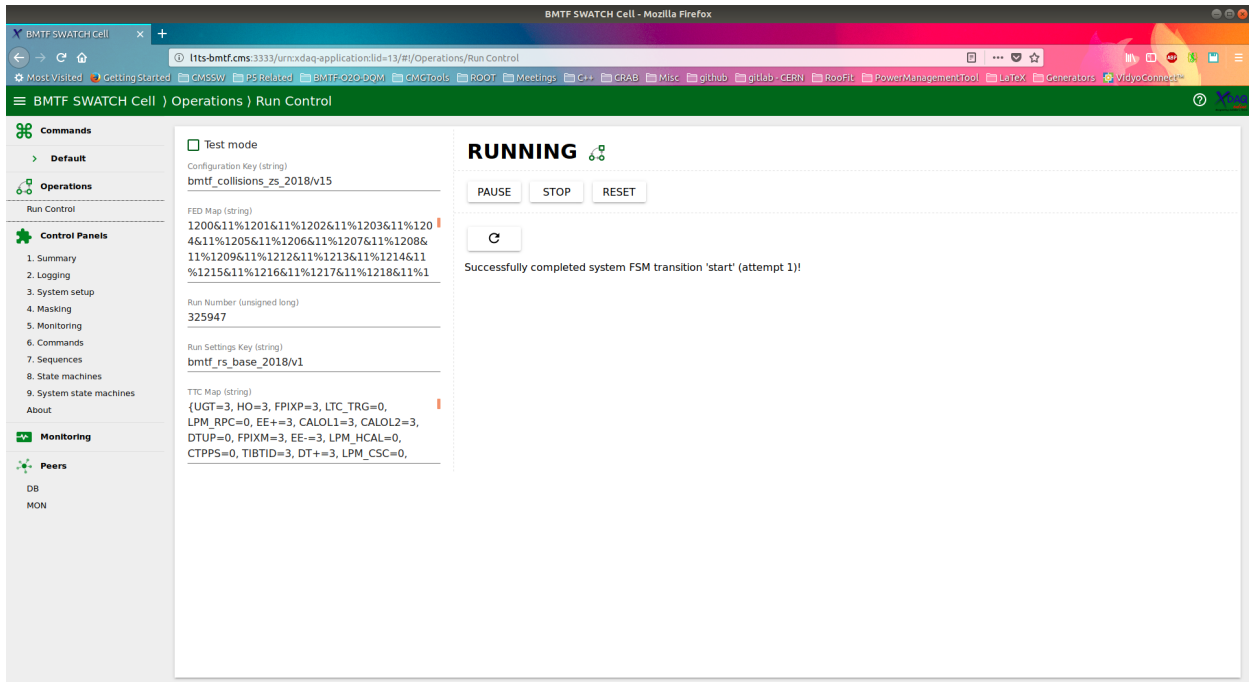 BMTF SWATCH Cell - Mozilla Firefox
BMTF SWATCH Cell × +
l1ts-bmtf.cms:3333/urn:xdaq-application:lid=13/#!/Operations/Run Control
Most Visited Getting Started CMSSW P5 Related BMTF-O2O-DQM CMGTools ROOT Meetings C++ CRAB Misc github gitlab-CERN RooFit PowerManagementTool LaTeX Generators VidyoConnect™
BMTF SWATCH Cell ) Operations ) Run Control
XDAQ
Commands
Default
Operations
Run Control
Control Panels
1. Summary
2. Logging
3. System setup
4. Masking
5. Monitoring
6. Commands
7. Sequences
8. State machines
9. System state machines
About
Monitoring
Peers
DB
MON
Test mode
Configuration Key (string)
bmtf_collisions_zs_2018/v15
FED Map (string)
1200&11%1201&11%1202&11%1203&11%120
4&11%1205&11%1206&11%1207&11%1208&
11%1209&11%1212&11%1213&11%1214&11
%1215&11%1216&11%1217&11%1218&11%1
Run Number (unsigned long)
325947
Run Settings Key (string)
bmtf_rs_base_2018/v1
TTC Map (string)
{UGT=3, HO=3, FPIXP=3, LTC_TRG=0,
LPM_RPC=0, EE+=3, CALOL1=3, CALOL2=3,
DTUP=0, FPIXM=3, EE-=3, LPM_HCAL=0,
CTPPS=0, TIBTID=3, DT+=3, LPM_CSC=0,
RUNNING
PAUSE STOP RESET
Successfully completed system FSM transition 'start' (attempt 1)!